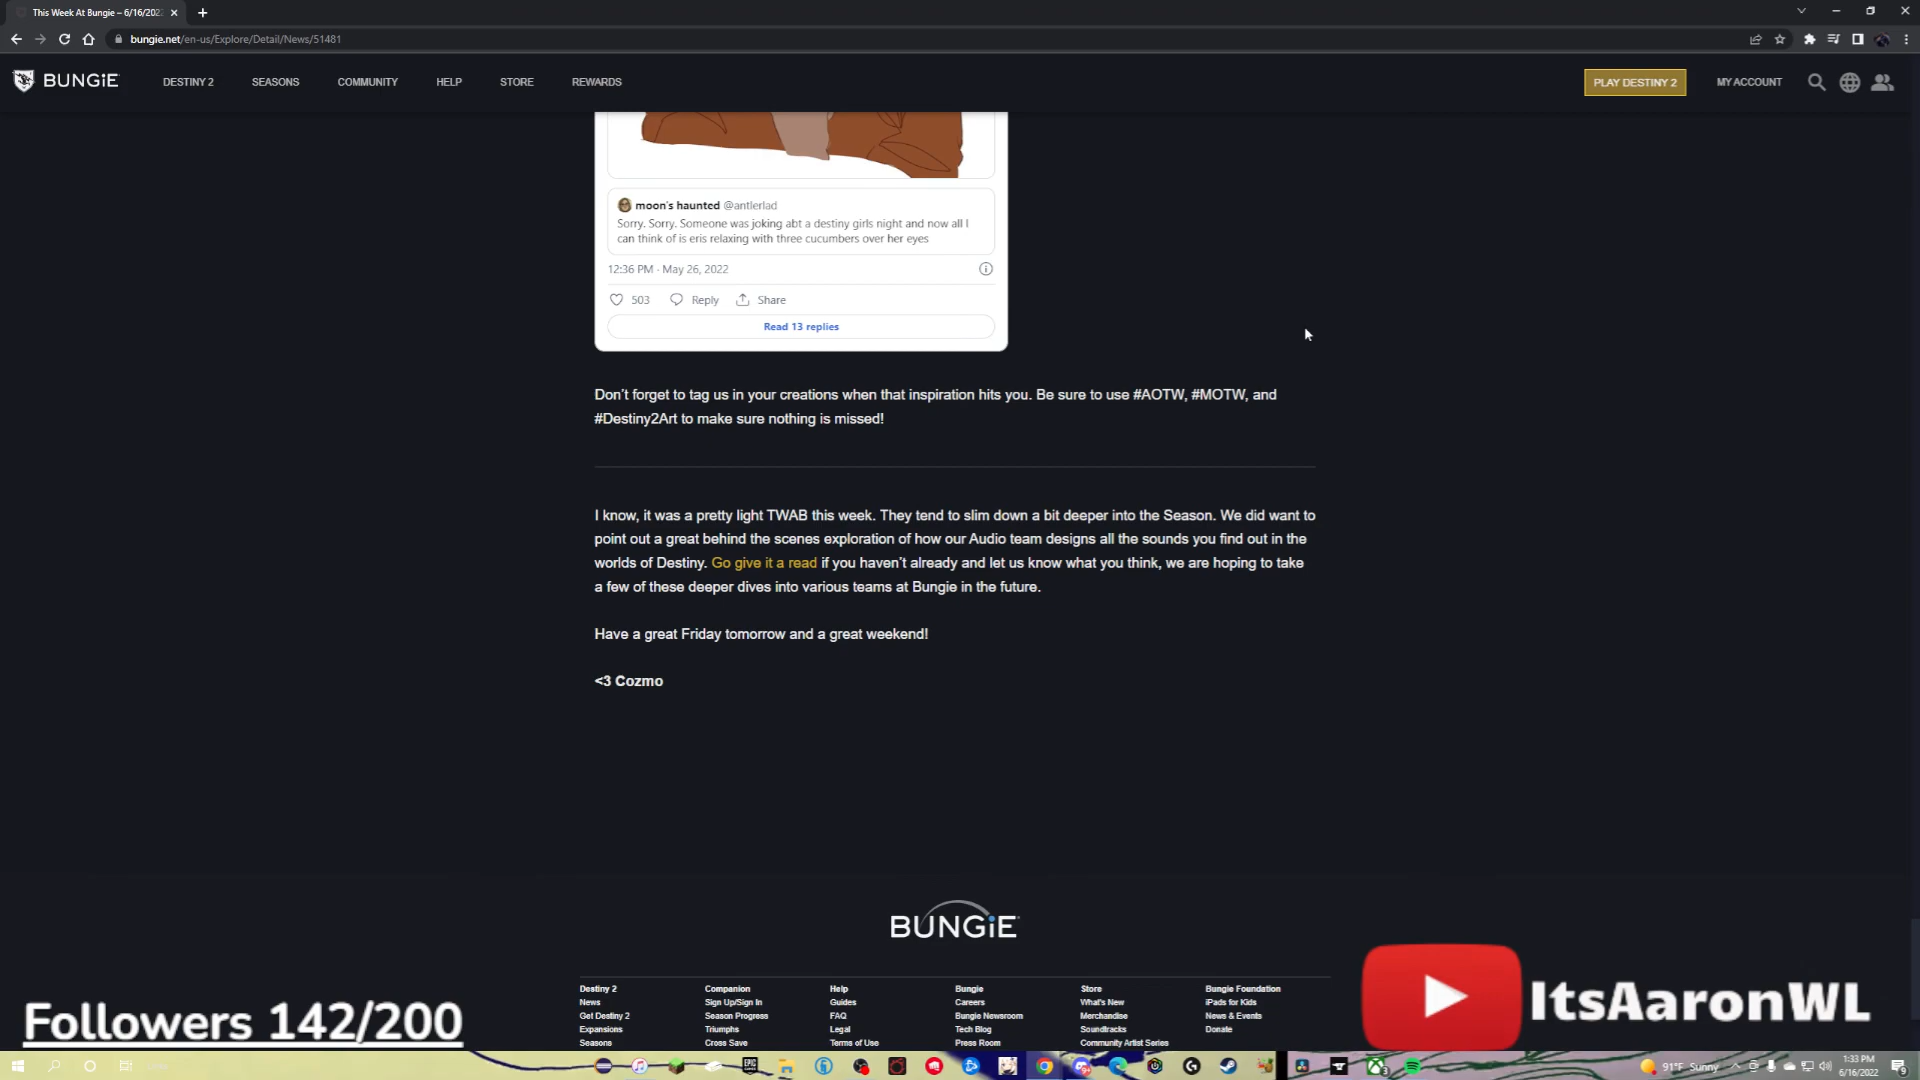 This Week At Bungie – 6/16/202
bungie.net/en-us/Explore/Detail/News/51481
BUNGiE
DESTINY 2
SEASONS
COMMUNITY
HELP
STORE
REWARDS
PLAY DESTINY 2
MY ACCOUNT
moon's haunted @antlerlad
Sorry. Sorry. Someone was joking abt a destiny girls night and now all I
can think of is eris relaxing with three cucumbers over her eyes
12:36 PM · May 26, 2022
503 Reply Share
Read 13 replies
Don't forget to tag us in your creations when that inspiration hits you. Be sure to use #AOTW, #MOTW, and
#Destiny2Art to make sure nothing is missed!
I know, it was a pretty light TWAB this week. They tend to slim down a bit deeper into the Season. We did want to
point out a great behind the scenes exploration of how our Audio team designs all the sounds you find out in the
worlds of Destiny. Go give it a read if you haven't already and let us know what you think, we are hoping to take
a few of these deeper dives into various teams at Bungie in the future.
Have a great Friday tomorrow and a great weekend!
<3 Cozmo
BUNGiE
Destiny 2 Companion Help Bungie Store Bungie Foundation
News Sign Up/Sign In Guides Careers What's New iPads for Kids
Get Destiny 2 Season Progress FAQ Bungie Newsroom Merchandise News & Events
Expansions Triumphs Legal Tech Blog Soundtracks Donate
Seasons Cross Save Terms of Use Press Room Community Artist Series
Followers 142/200
ItsAaronWL
91°F Sunny
1:33 PM
6/16/2022